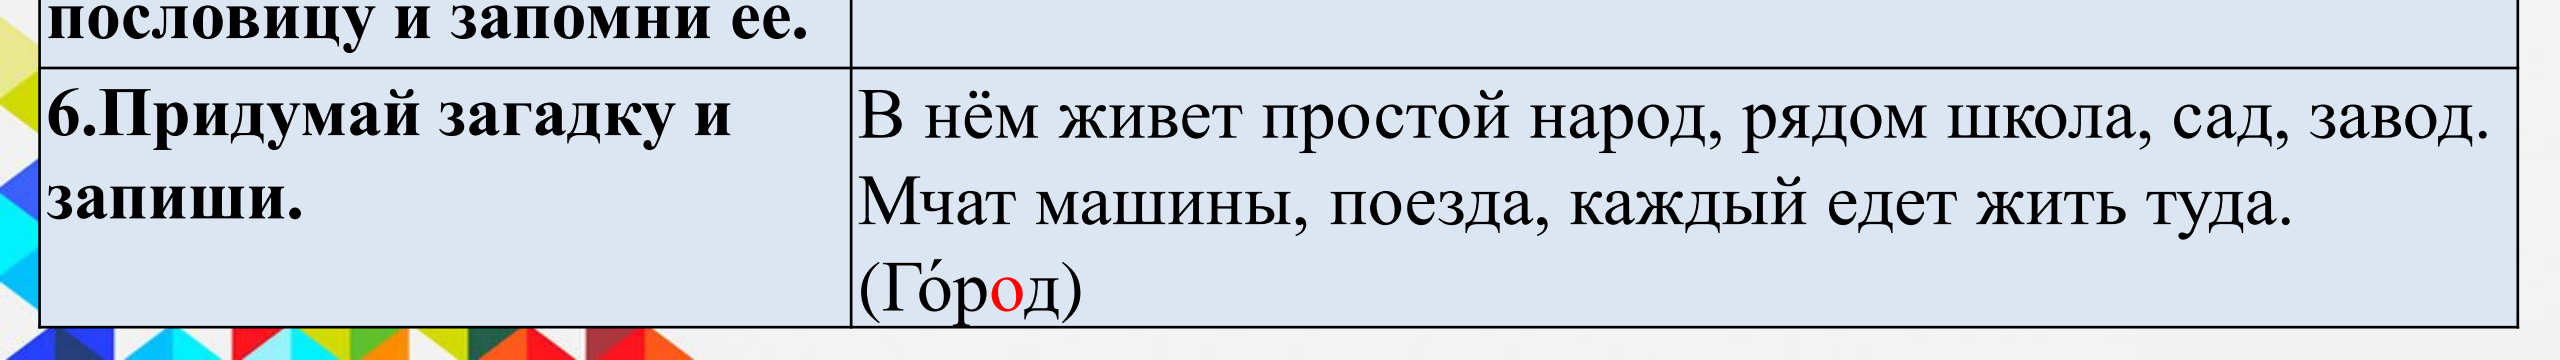 пословицу и запомни ее.
6.Придумай загадку и
запиши.
В нём живет простой народ, рядом школа, сад, завод.
Мчат машины, поезда, каждый едет жить туда.
(Го́род)